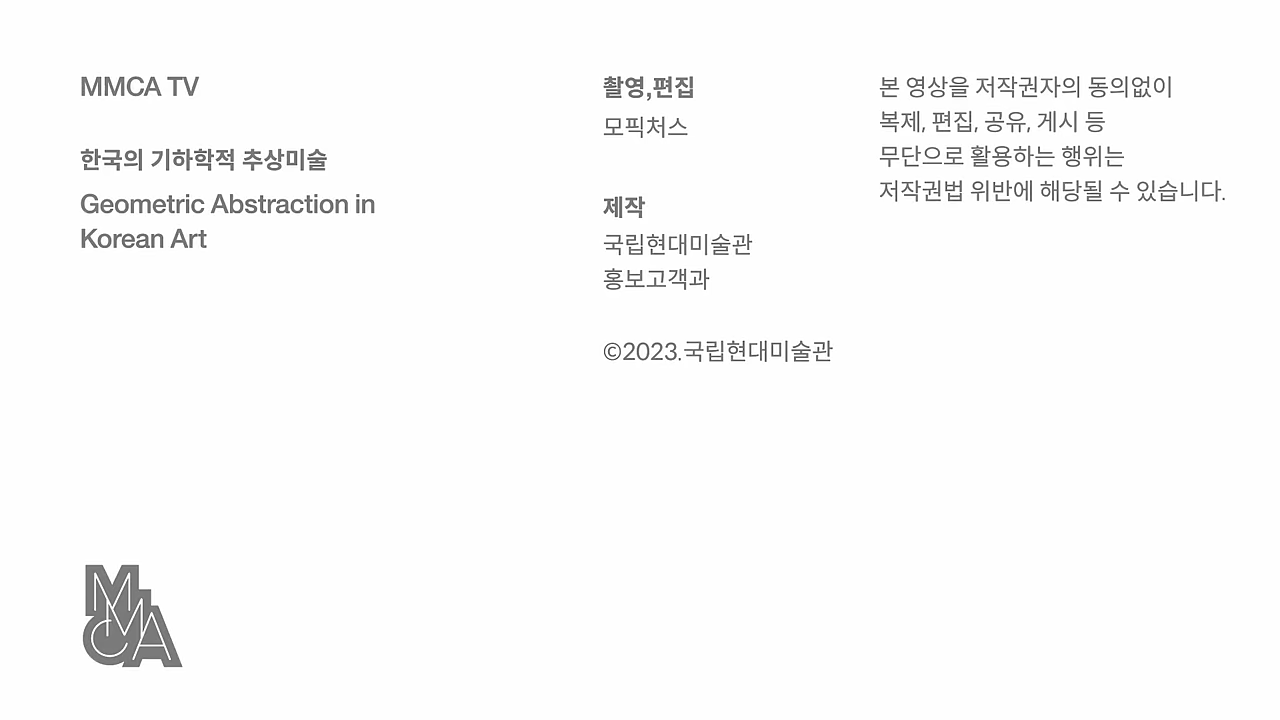 MMCA TV
한국의 기하학적 추상미술
Geometric Abstraction in
Korean Art
촬영,편집
모픽처스
제작
국립현대미술관
홍보고객과
©2023.국립현대미술관
본 영상을 저작권자의 동의없이
복제, 편집, 공유, 게시 등
무단으로 활용하는 행위는
저작권법 위반에 해당될 수 있습니다.
MMCA